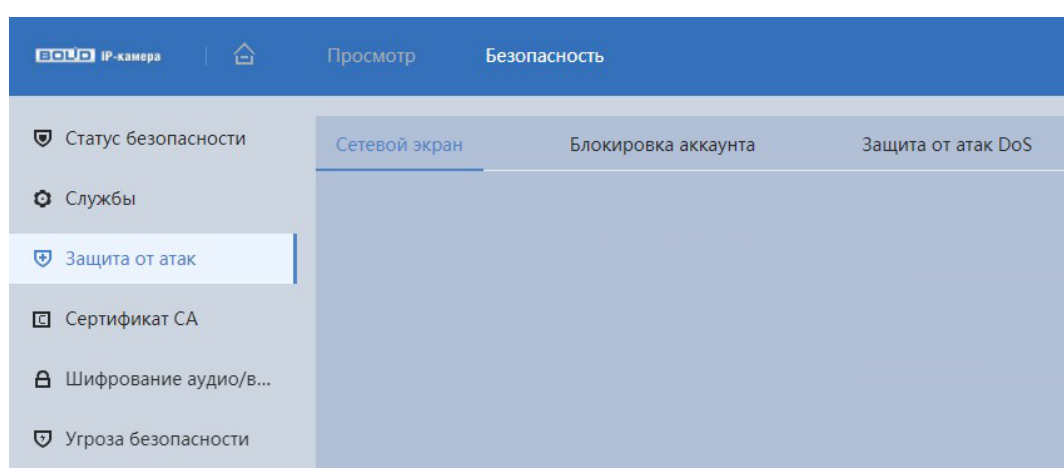 BOLID IP-камера Просмотр Безопасность
Статус безопасности
Сетевой экран Блокировка аккаунта Защита от атак DoS
Службы
Защита от атак
Сертификат CA
Шифрование аудио/в...
Угроза безопасности